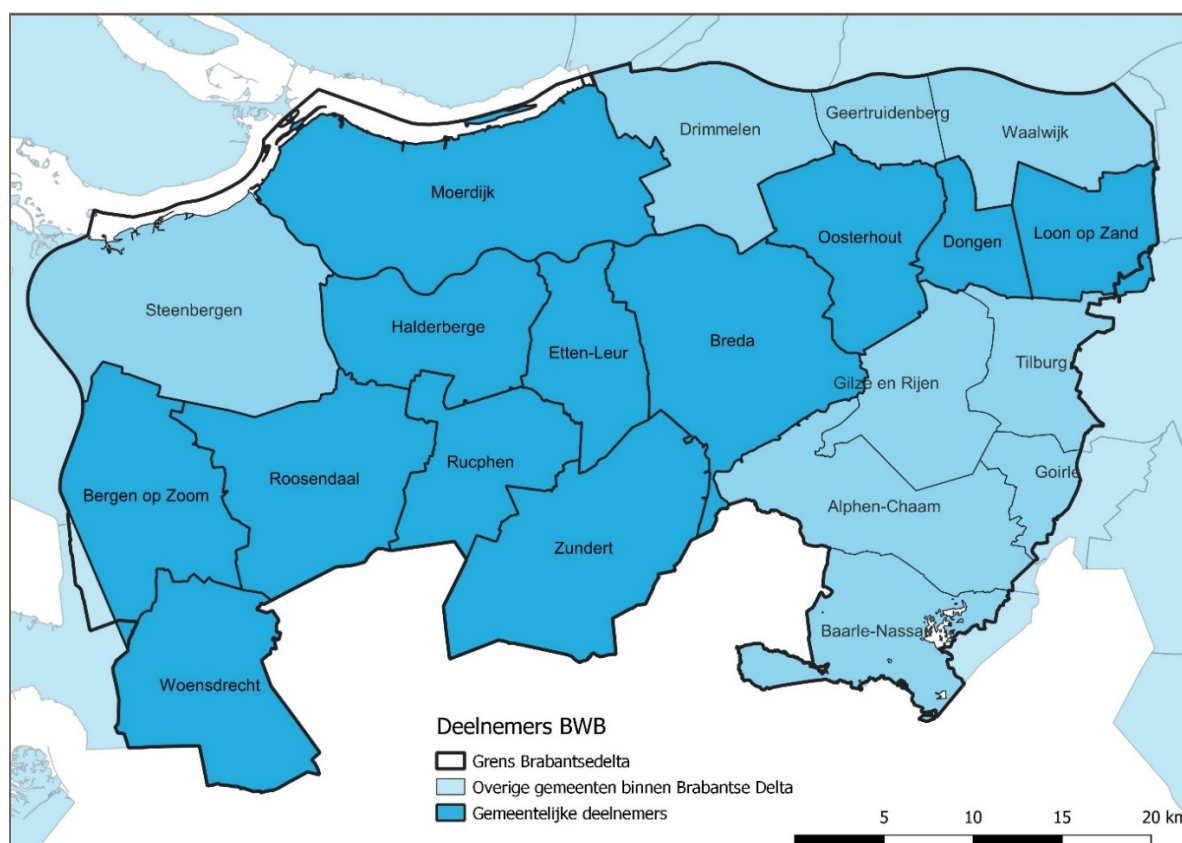 Drimmelen
Geertruidenberg
Waalwijk
Moerdijk
Oosterhout
Dongen
Loon op Zand
Steenbergen
Halderberge
Etten-Leur
Breda
Gilze en Rijen
Tilburg
Bergen op Zoom
Roosendaal
Rucphen
Zundert
Alphen-Chaam
Goirle
Woensdrecht
Baarle-Nassau
Deelnemers BWB
Grens Brabantsedelta
Overige gemeenten binnen Brabantse Delta
Gemeentelijke deelnemers
5 10 15 20 km